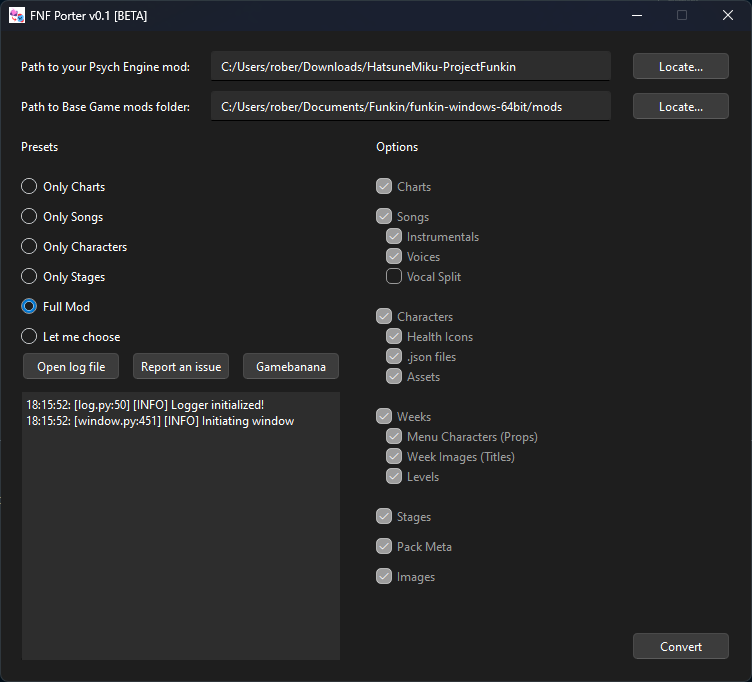 FNF Porter v0.1 [BETA]
Path to your Psych Engine mod:
C:/Users/rober/Downloads/HatsuneMiku-ProjectFunkin
Locate...
Path to Base Game mods folder:
C:/Users/rober/Documents/Funkin/funkin-windows-64bit/mods
Locate...
Presets
Only Charts
Only Songs
Only Characters
Only Stages
Full Mod
Let me choose
Open log file
Report an issue
Gamebanana
18:15:52: [log.py:50] [INFO] Logger initialized!
18:15:52: [window.py:451] [INFO] Initiating window
Options
Charts
Songs
Instrumentals
Voices
Vocal Split
Characters
Health Icons
.json files
Assets
Weeks
Menu Characters (Props)
Week Images (Titles)
Levels
Stages
Pack Meta
Images
Convert